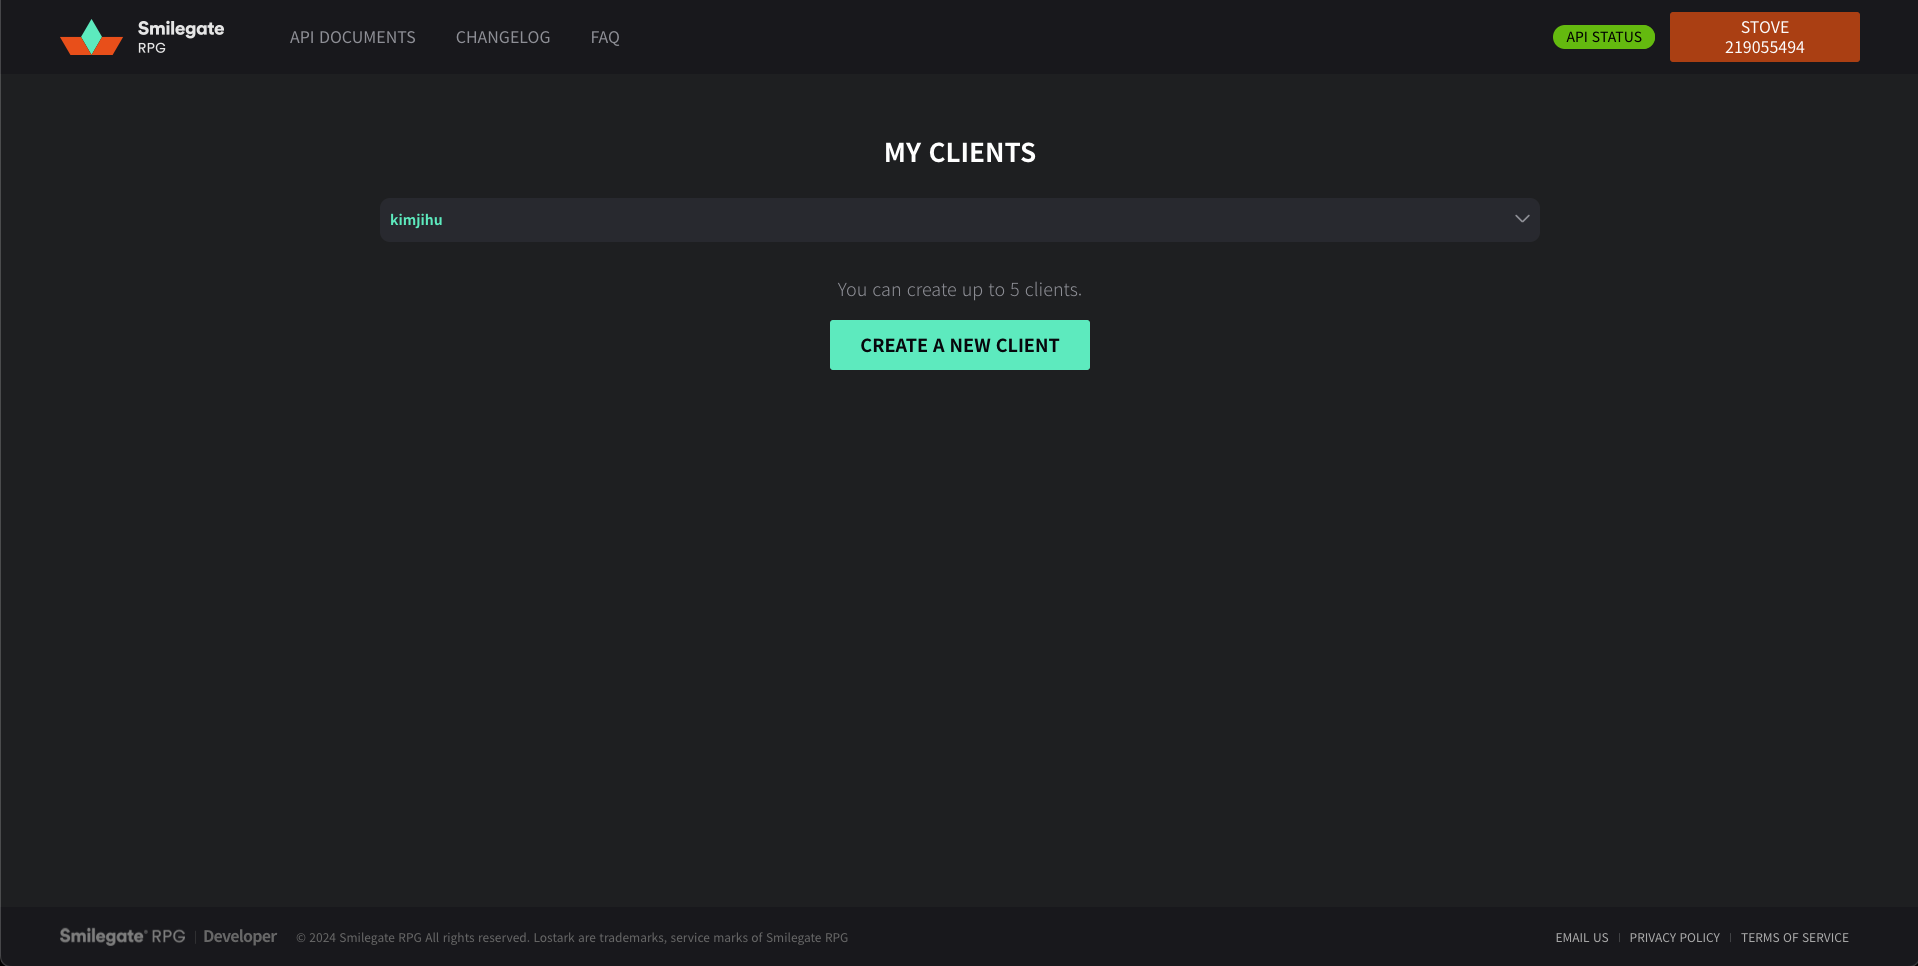 Smilegate
RPG
API DOCUMENTS
CHANGELOG
FAQ
API STATUS
STOVE
219055494
MY CLIENTS
kimjihu
You can create up to 5 clients.
CREATE A NEW CLIENT
Smilegate® RPG | Developer
© 2024 Smilegate RPG All rights reserved. Lostark are trademarks, service marks of Smilegate RPG
EMAIL US | PRIVACY POLICY | TERMS OF SERVICE